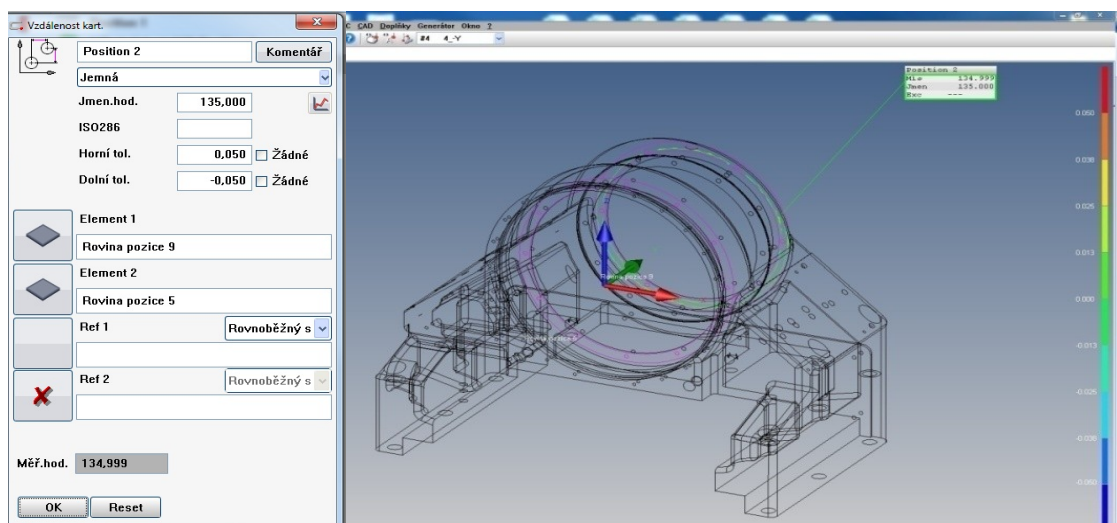 Vzdálenost kart.
Position 2
Komentář
Jemná
Jmen.hod. 135,000
ISO286
Horní tol. 0,050 Žádné
Dolní tol. -0,050 Žádné
Element 1
Rovina pozice 9
Element 2
Rovina pozice 5
Ref 1 Rovnoběžný s
Ref 2 Rovnoběžný s
Měř.hod. 134,999
OK Reset
C CAD Doplňky Generátor Okno ?
#4 4_-Y
Position 2
134.999
Jmen 135.000
---
Rovina pozice 9
0.050
0.038
0.025
0.013
0.000
-0.013
-0.025
-0.038
-0.050